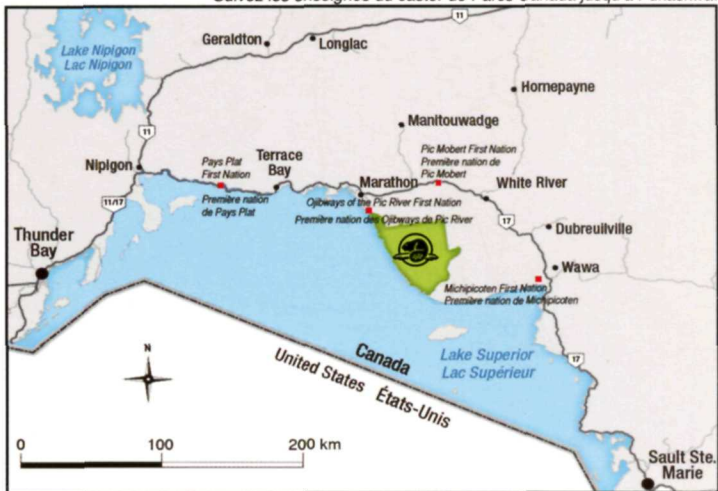 11
Lake Nipigon
Lac Nipigon
Geraldton
Longlac
Hornepayne
Manitouwadge
11
Nipigon
Pays Plat
First Nation
Première nation
de Pays Plat
Terrace
Bay
Pic Mobert First Nation
Première nation de
Pic Mobert
Marathon
White River
Ojibways of the Pic River First Nation
Première nation des Ojibways de Pic River
11/17
17
Thunder
Bay
Dubreuilville
Wawa
Michipicoten First Nation
Première nation de Michipicoten
N
Canada
United States États-Unis
Lake Superior
Lac Supérieur
17
0 100 200 km
Sault Ste.
Marie